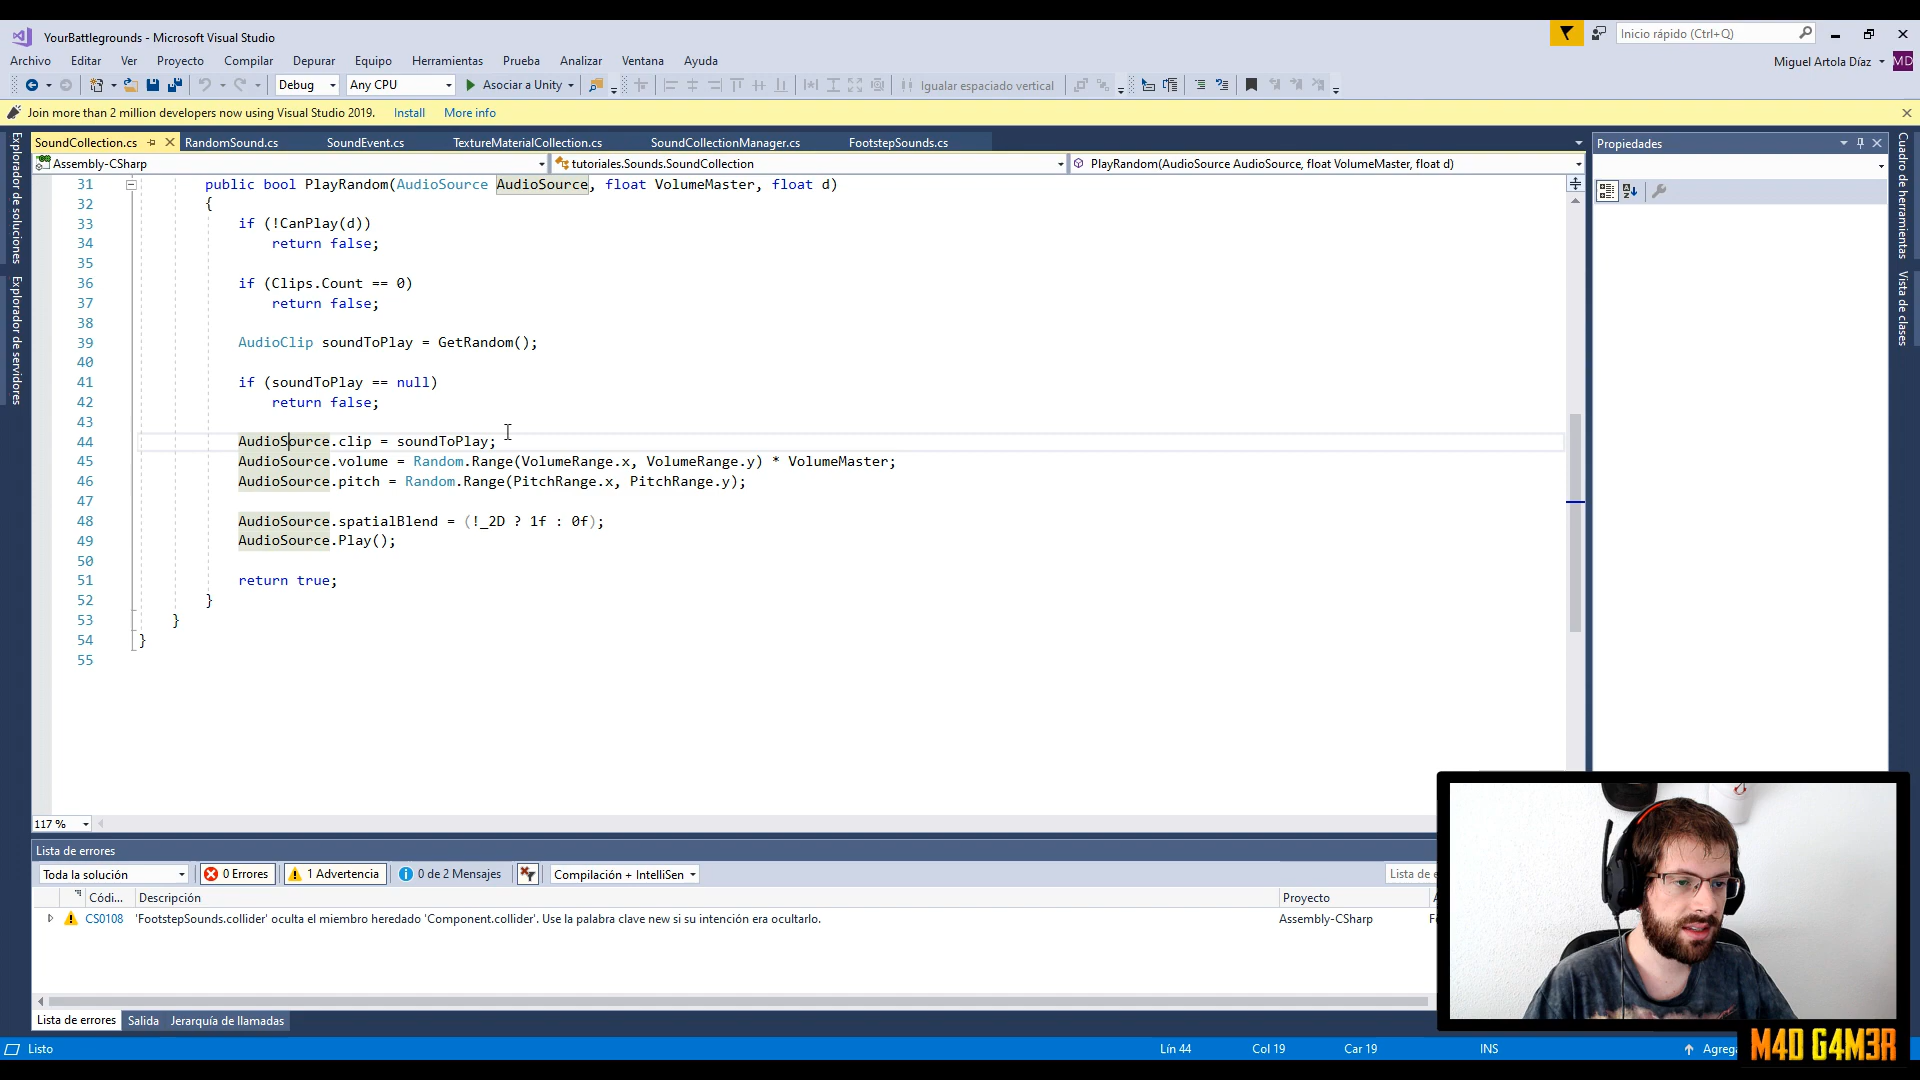 YourBattlegrounds - Microsoft Visual Studio
Inicio rápido (Ctrl+Q)
Archivo Editar Ver Proyecto Compilar Depurar Equipo Herramientas Prueba Analizar Ventana Ayuda
Miguel Artola Díaz MD
Debug Any CPU Asociar a Unity Igualar espaciado vertical
Join more than 2 million developers now using Visual Studio 2019. Install More info
SoundCollection.cs RandomSound.cs SoundEvent.cs TextureMaterialCollection.cs SoundCollectionManager.cs FootstepSounds.cs
Propiedades
Assembly-CSharp tutoriales.Sounds.SoundCollection PlayRandom(AudioSource AudioSource, float VolumeMaster, float d)
Explorador de soluciones
Explorador de servidores
Cuadro de herramientas
Vista de clases
31 public bool PlayRandom(AudioSource AudioSource, float VolumeMaster, float d)
32 {
33 if (!CanPlay(d))
34 return false;
35
36 if (Clips.Count == 0)
37 return false;
38
39 AudioClip soundToPlay = GetRandom();
40
41 if (soundToPlay == null)
42 return false;
43
44 AudioSource.clip = soundToPlay;
45 AudioSource.volume = Random.Range(VolumeRange.x, VolumeRange.y) * VolumeMaster;
46 AudioSource.pitch = Random.Range(PitchRange.x, PitchRange.y);
47
48 AudioSource.spatialBlend = (!_2D ? 1f : 0f);
49 AudioSource.Play();
50
51 return true;
52 }
53 }
54 }
55
117 %
Lista de errores
Toda la solución 0 Errores 1 Advertencia 0 de 2 Mensajes Compilación + IntelliSen Lista de e
Códi... Descripción Proyecto
CS0108 'FootstepSounds.collider' oculta el miembro heredado 'Component.collider'. Use la palabra clave new si su intención era ocultarlo. Assembly-CSharp F
Lista de errores Salida Jerarquía de llamadas
Listo Lín 44 Col 19 Car 19 INS Agrega
M4D G4M3R